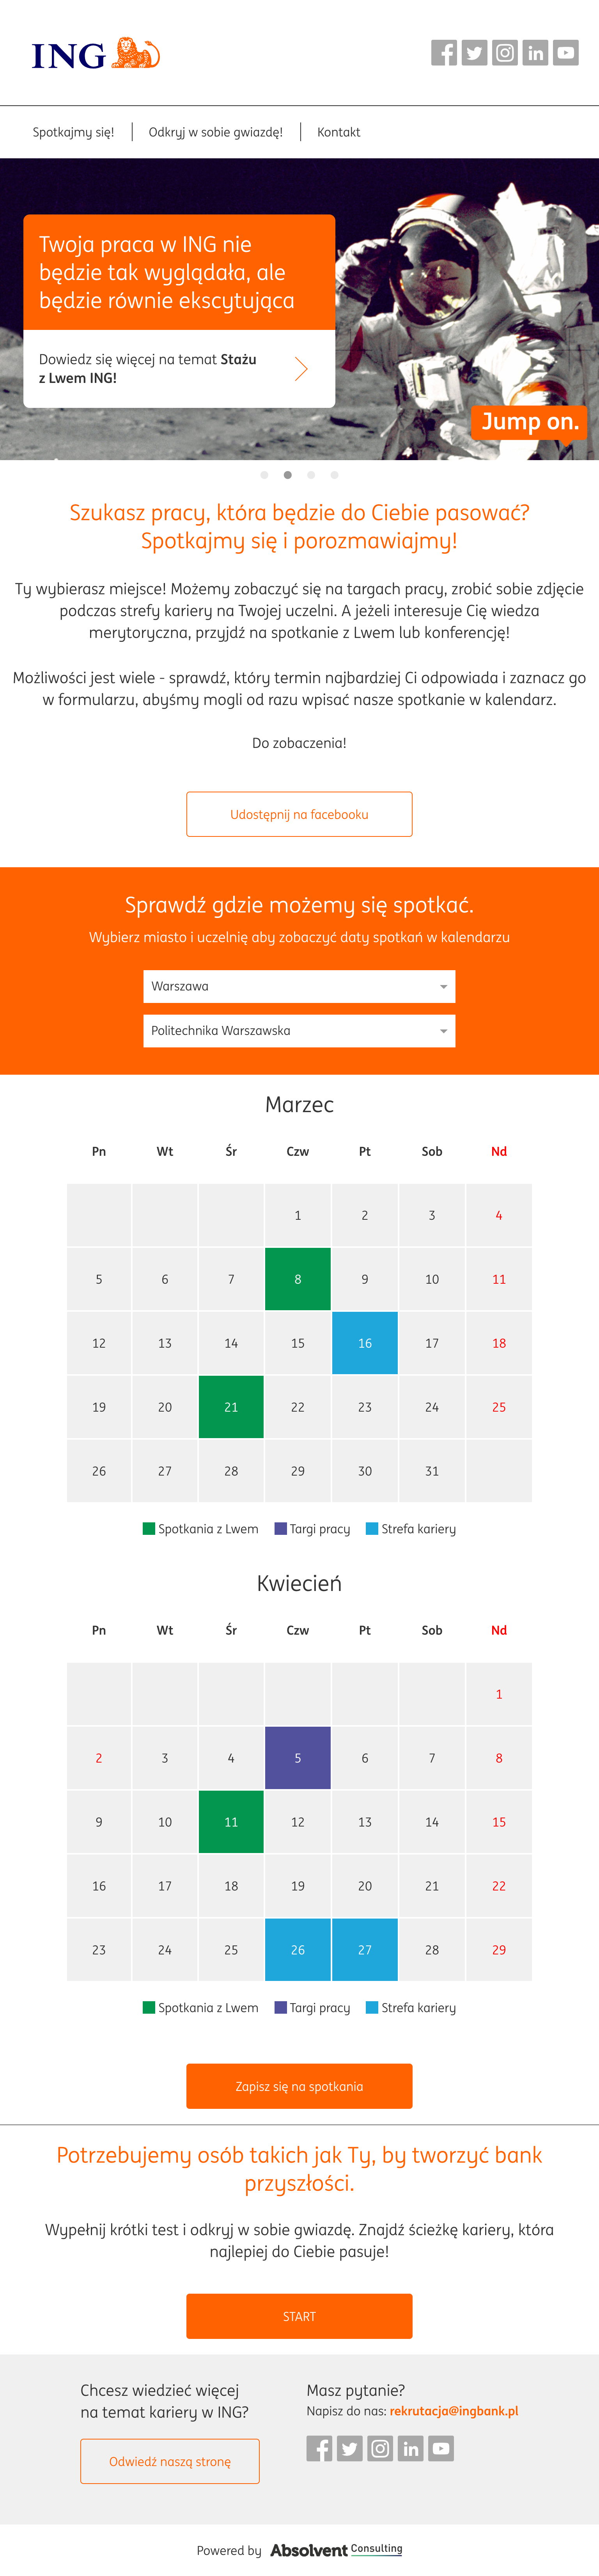 ING
Spotkajmy się!
Odkryj w sobie gwiazdę!
Kontakt
Twoja praca w ING nie
będzie tak wyglądała, ale
będzie równie ekscytująca
Dowiedz się więcej na temat Stażu
z Lwem ING!
Jump on.
Szukasz pracy, która będzie do Ciebie pasować?
Spotkajmy się i porozmawiajmy!
Ty wybierasz miejsce! Możemy zobaczyć się na targach pracy, zrobić sobie zdjęcie
podczas strefy kariery na Twojej uczelni. A jeżeli interesuje Cię wiedza
merytoryczna, przyjdź na spotkanie z Lwem lub konferencję!
Możliwości jest wiele - sprawdź, który termin najbardziej Ci odpowiada i zaznacz go
w formularzu, abyśmy mogli od razu wpisać nasze spotkanie w kalendarz.
Do zobaczenia!
Udostępnij na facebooku
Sprawdź gdzie możemy się spotkać.
Wybierz miasto i uczelnię aby zobaczyć daty spotkań w kalendarzu
Warszawa
Politechnika Warszawska
Marzec
Pn Wt Śr Czw Pt Sob Nd
1 2 3 4
5 6 7 8 9 10 11
12 13 14 15 16 17 18
19 20 21 22 23 24 25
26 27 28 29 30 31
Spotkania z Lwem Targi pracy Strefa kariery
Kwiecień
Pn Wt Śr Czw Pt Sob Nd
1
2 3 4 5 6 7 8
9 10 11 12 13 14 15
16 17 18 19 20 21 22
23 24 25 26 27 28 29
Spotkania z Lwem Targi pracy Strefa kariery
Zapisz się na spotkania
Potrzebujemy osób takich jak Ty, by tworzyć bank
przyszłości.
Wypełnij krótki test i odkryj w sobie gwiazdę. Znajdź ścieżkę kariery, która
najlepiej do Ciebie pasuje!
START
Chcesz wiedzieć więcej
na temat kariery w ING?
Odwiedź naszą stronę
Masz pytanie?
Napisz do nas: rekrutacja@ingbank.pl
Powered by Absolvent Consulting